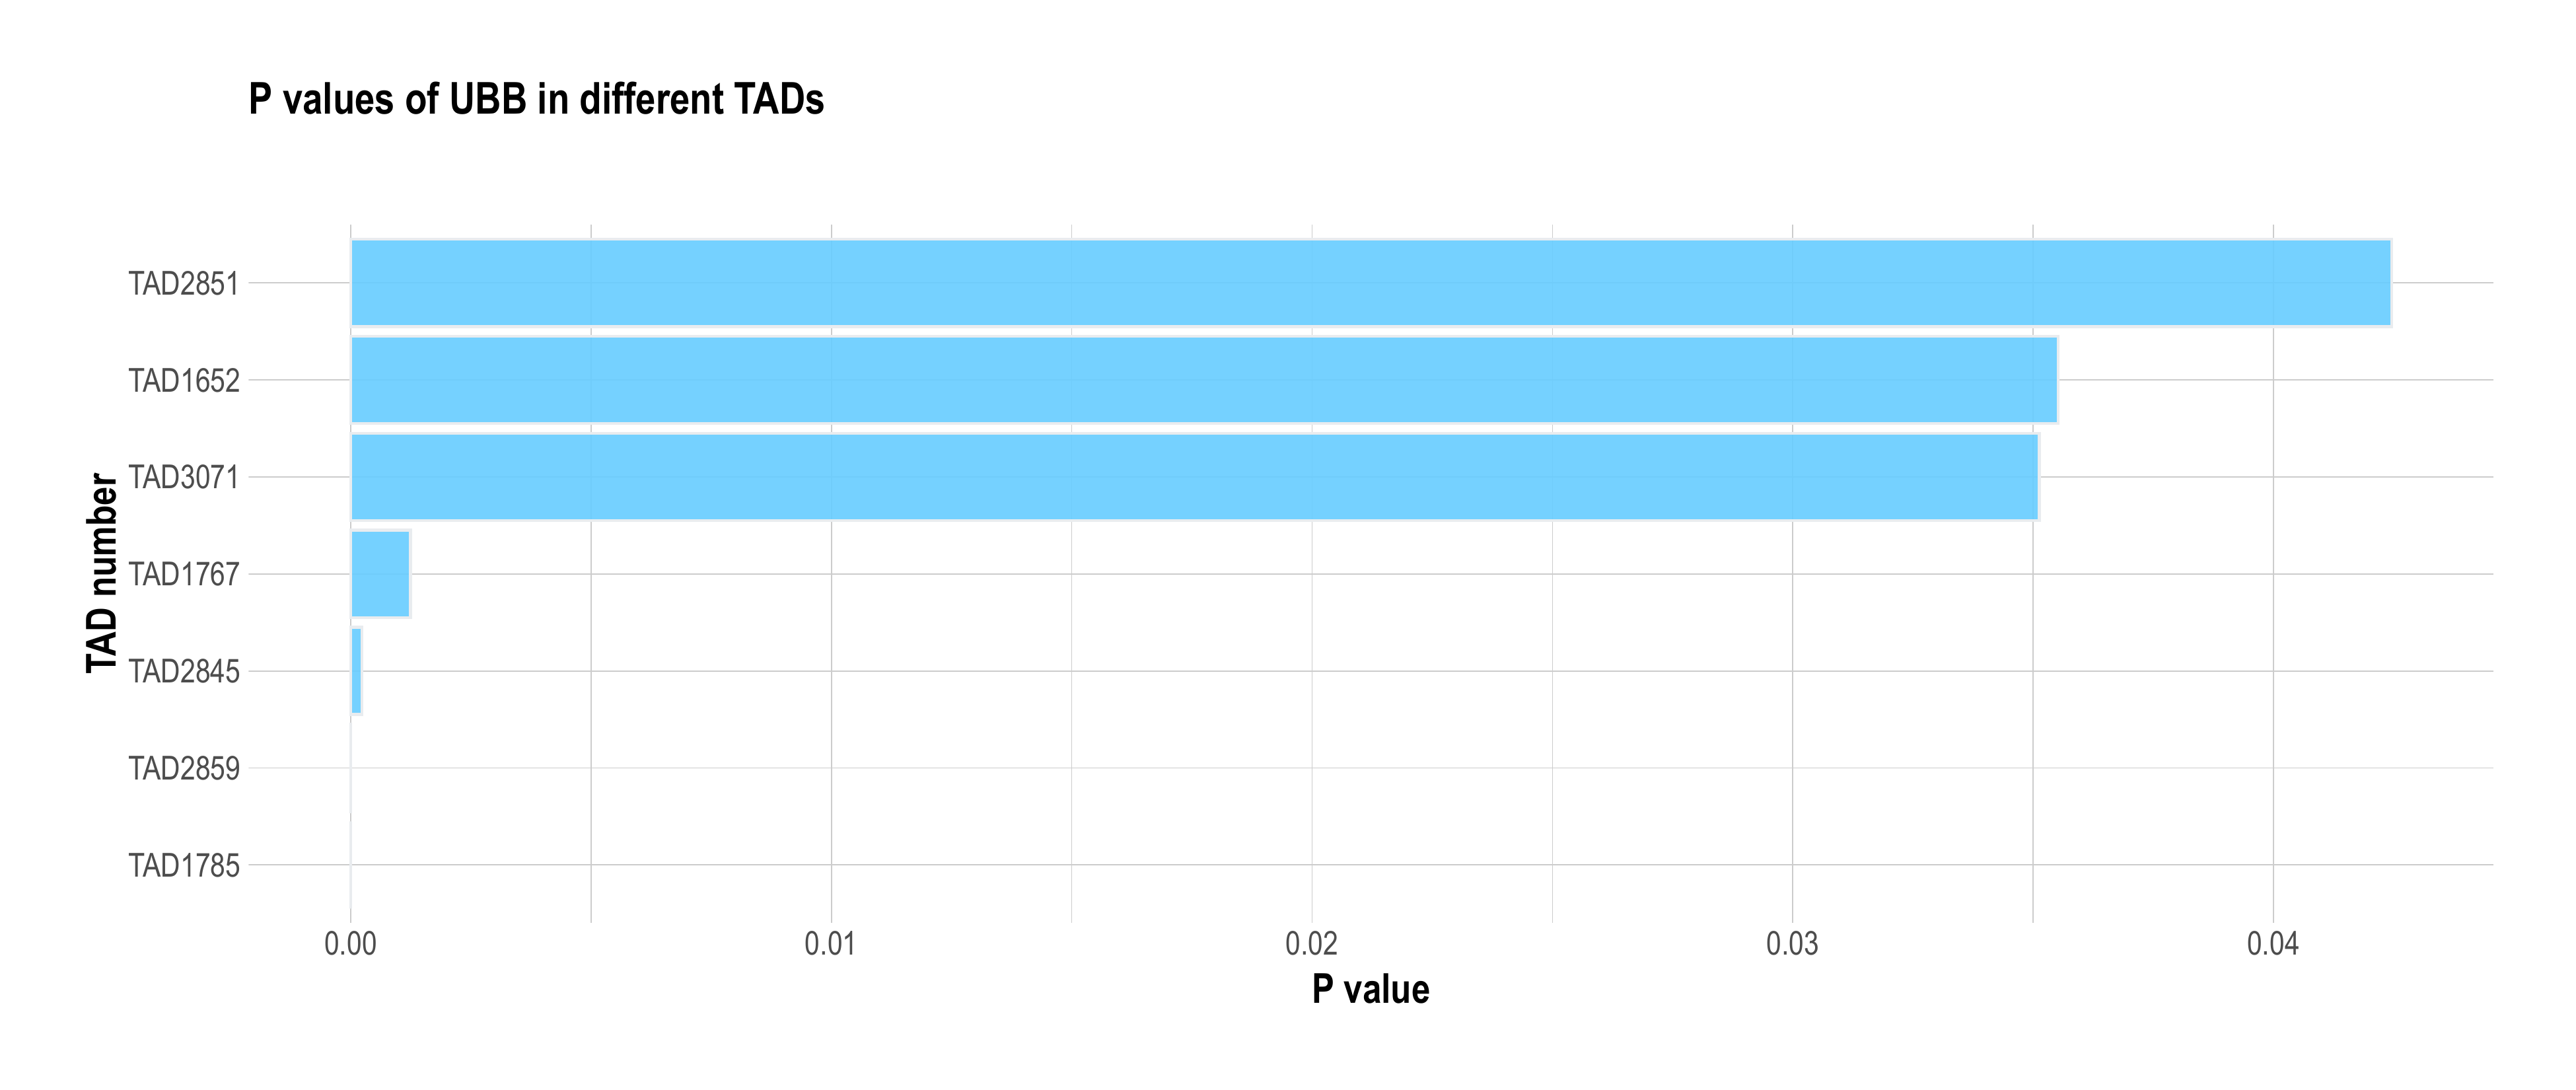 P values of UBB in different TADs
TAD number
TAD2851
TAD1652
TAD3071
TAD1767
TAD2845
TAD2859
TAD1785
0.00 0.01 0.02 0.03 0.04
P value